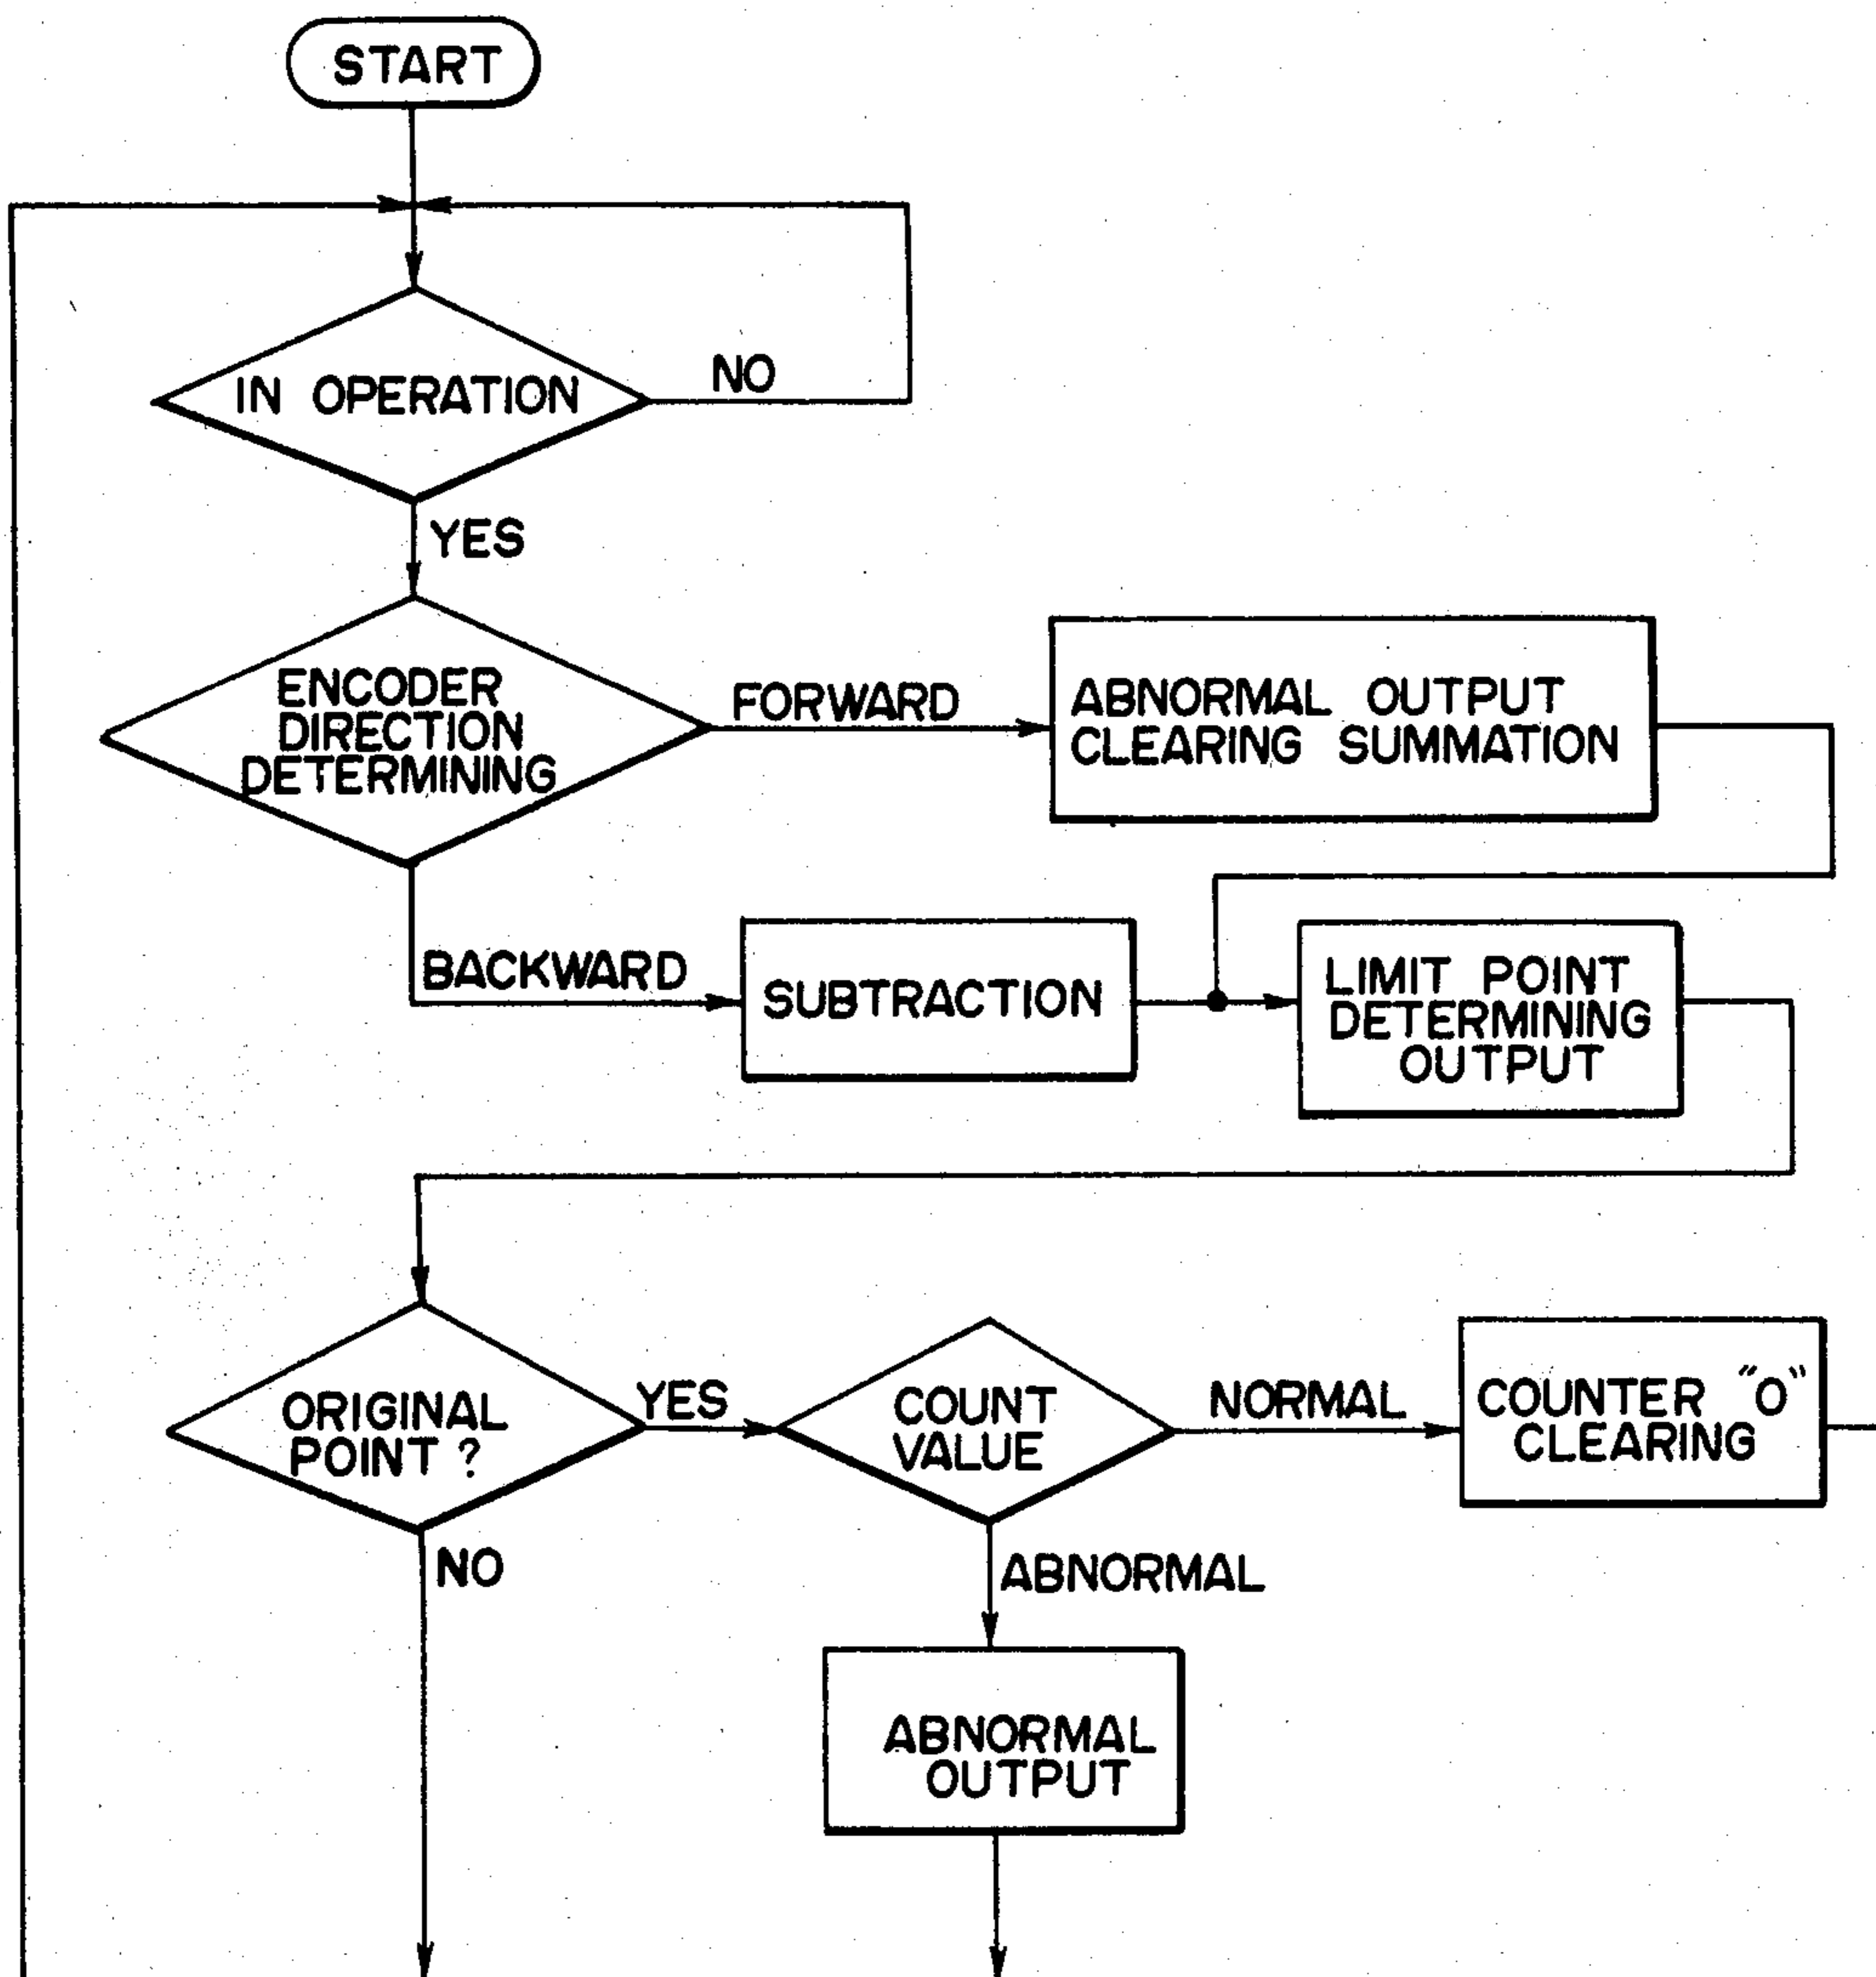 START
IN OPERATION
NO
YES
ENCODER
DIRECTION
DETERMINING
FORWARD
ABNORMAL OUTPUT
CLEARING SUMMATION
BACKWARD
SUBTRACTION
LIMIT POINT
DETERMINING
OUTPUT
ORIGINAL
POINT ?
YES
COUNT
VALUE
NORMAL
COUNTER "O"
CLEARING
NO
ABNORMAL
ABNORMAL
OUTPUT